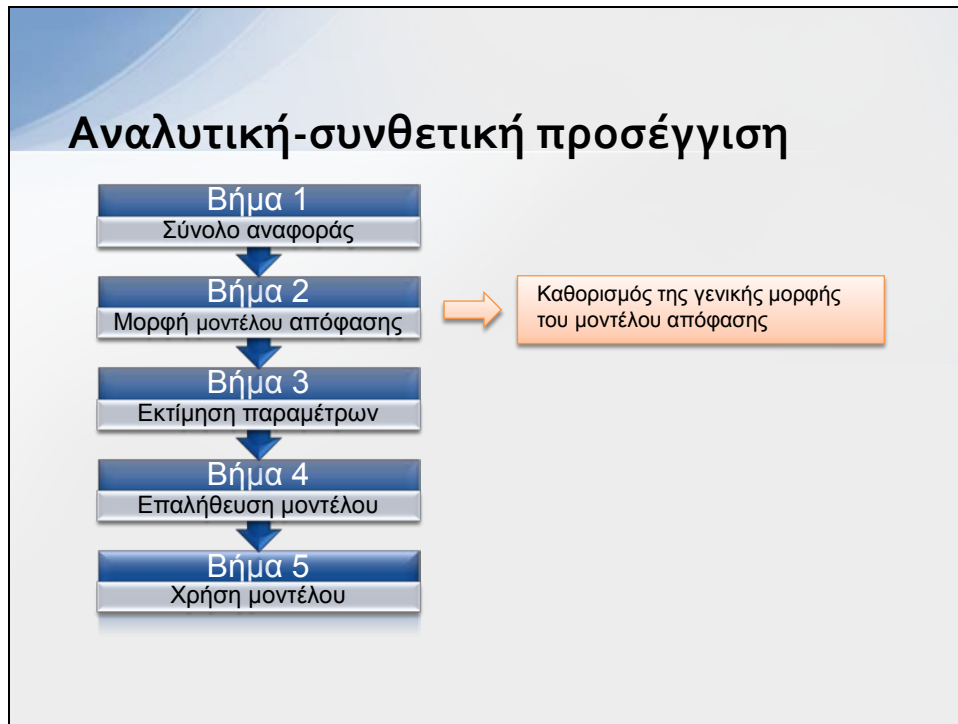 Αναλυτική-συνθετική προσέγγιση
Βήμα 1
Σύνολο αναφοράς
Βήμα 2
Μορφή μοντέλου απόφασης
Καθορισμός της γενικής μορφής
του μοντέλου απόφασης
Βήμα 3
Εκτίμηση παραμέτρων
Βήμα 4
Επαλήθευση μοντέλου
Βήμα 5
Χρήση μοντέλου